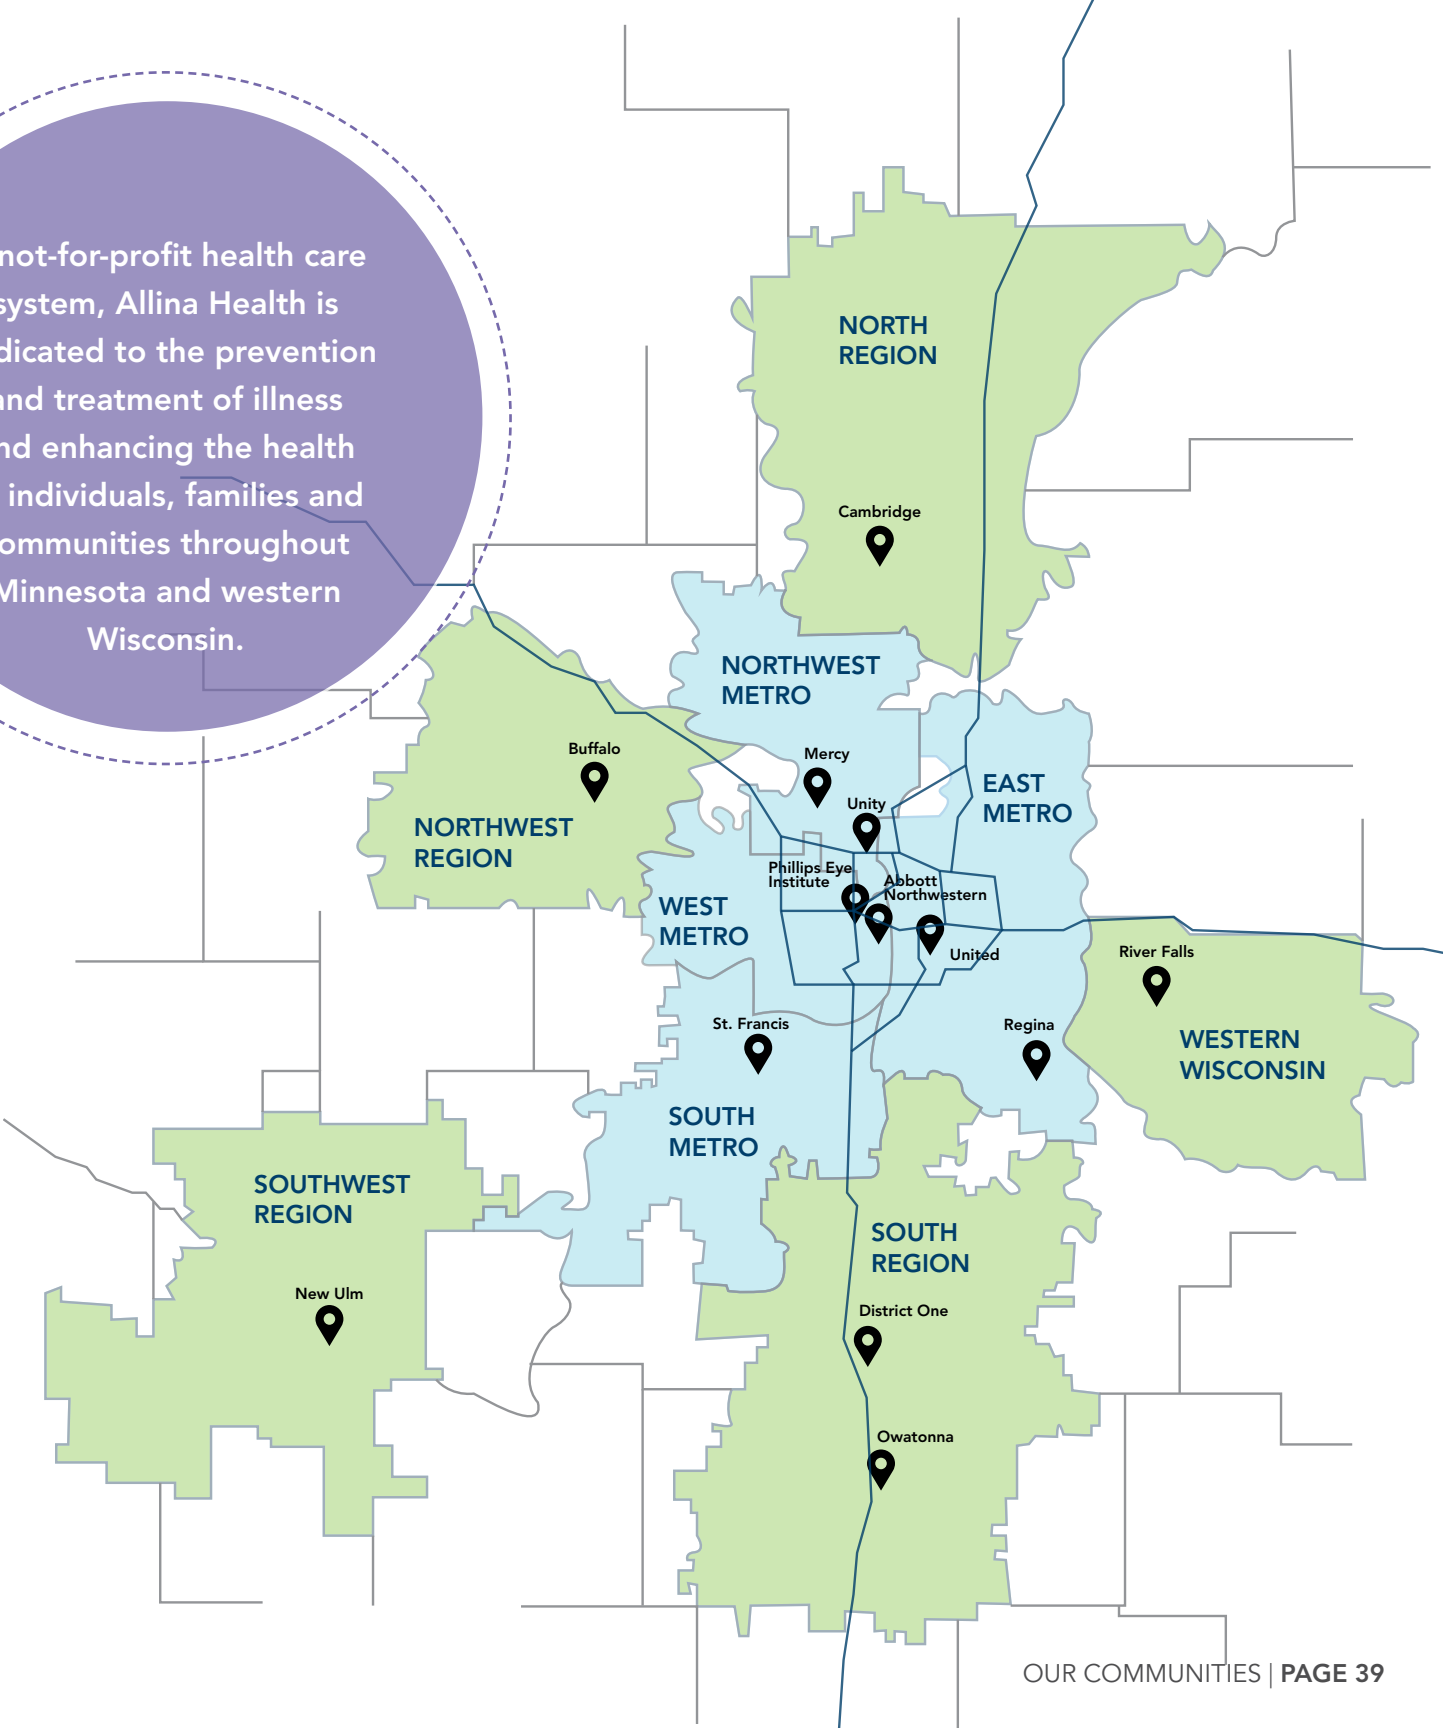 not-for-profit health care
system, Allina Health is
dicated to the prevention
and treatment of illness
nd enhancing the health
individuals, families and
ommunities throughout
Minnesota and western
Wisconsin.
NORTH
REGION
Cambridge
NORTHWEST
METRO
Buffalo
Mercy
EAST
METRO
Unity
NORTHWEST
REGION
Phillips Eye
Institute
Abbott
Northwestern
WEST
METRO
United
River Falls
St. Francis
Regina
WESTERN
WISCONSIN
SOUTH
METRO
SOUTHWEST
REGION
SOUTH
REGION
New Ulm
District One
Owatonna
OUR COMMUNITIES | PAGE 39